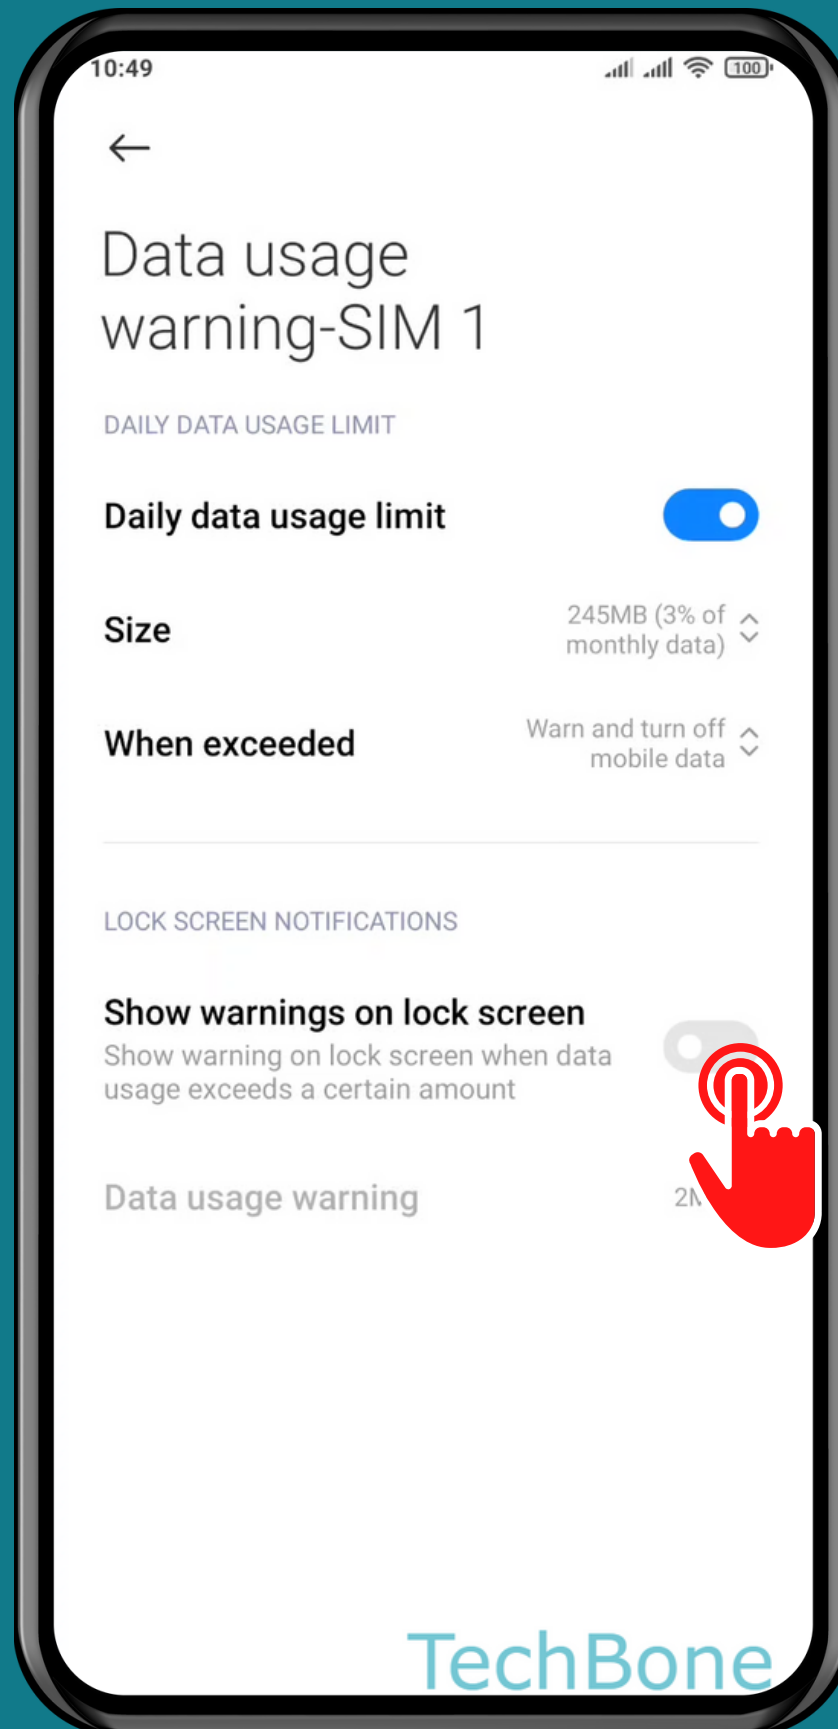 10:49
100
Data usage
warning-SIM 1
DAILY DATA USAGE LIMIT
Daily data usage limit
Size
245MB (3% of
monthly data)
When exceeded
Warn and turn off
mobile data
LOCK SCREEN NOTIFICATIONS
Show warnings on lock screen
Show warning on lock screen when data
usage exceeds a certain amount
Data usage warning
TechBone